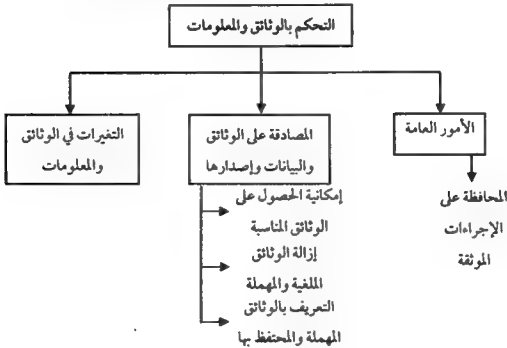 التحكم بالوثائق والمعلومات
الأمور العامة
المحافظة على
الإجراءات
الموثقة
المصادقة على الوثائق
والبيانات وإصدارها
إمكانية الحصول على
الوثائق المناسبة
إزالة الوثائق
الملغية والمهملة
التعريف بالوثائق
المهملة والمحتفظ بها
التغيرات في الوثائق
والمعلومات